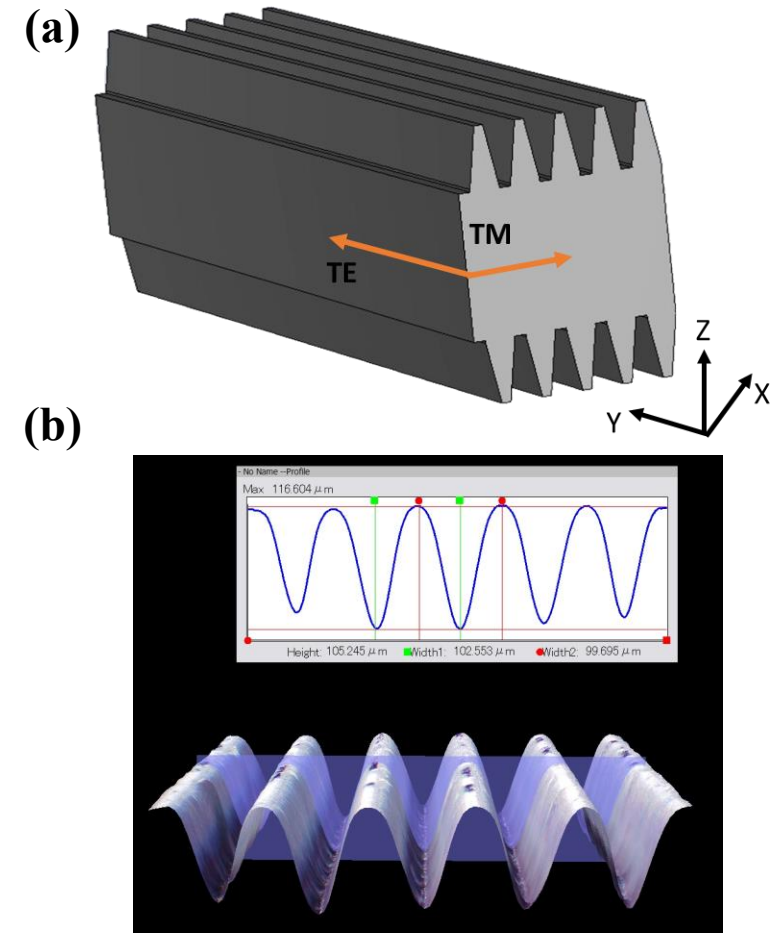 (a)
TM
TE
Z
X
Y
(b)
- No Name --Profile
Max 116.604 μm
Height: 105.245 μm Width1: 102.553 μm Width2: 99.695 μm